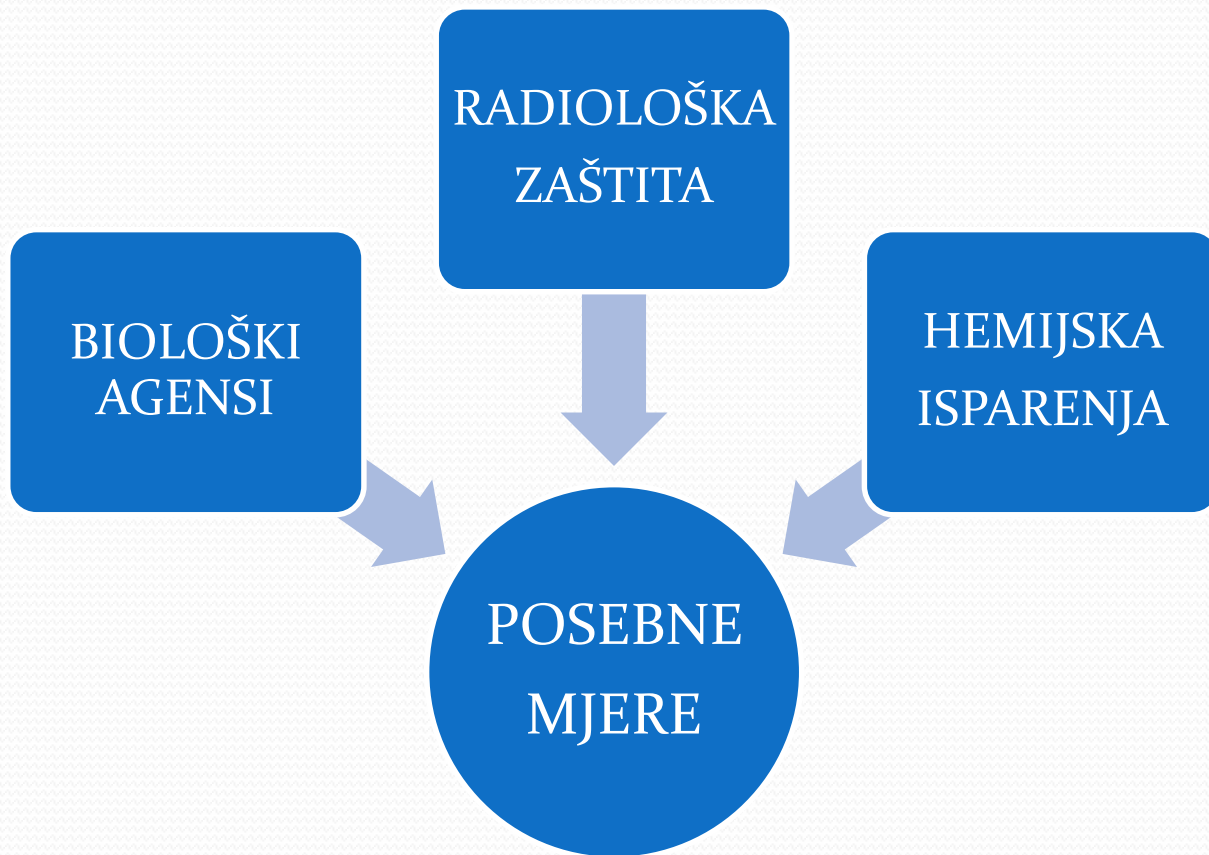 RADIOLOŠKA
ZAŠTITA
BIOLOŠKI
AGENSI
HEMIJSKA
ISPARENJA
POSEBNE
MJERE